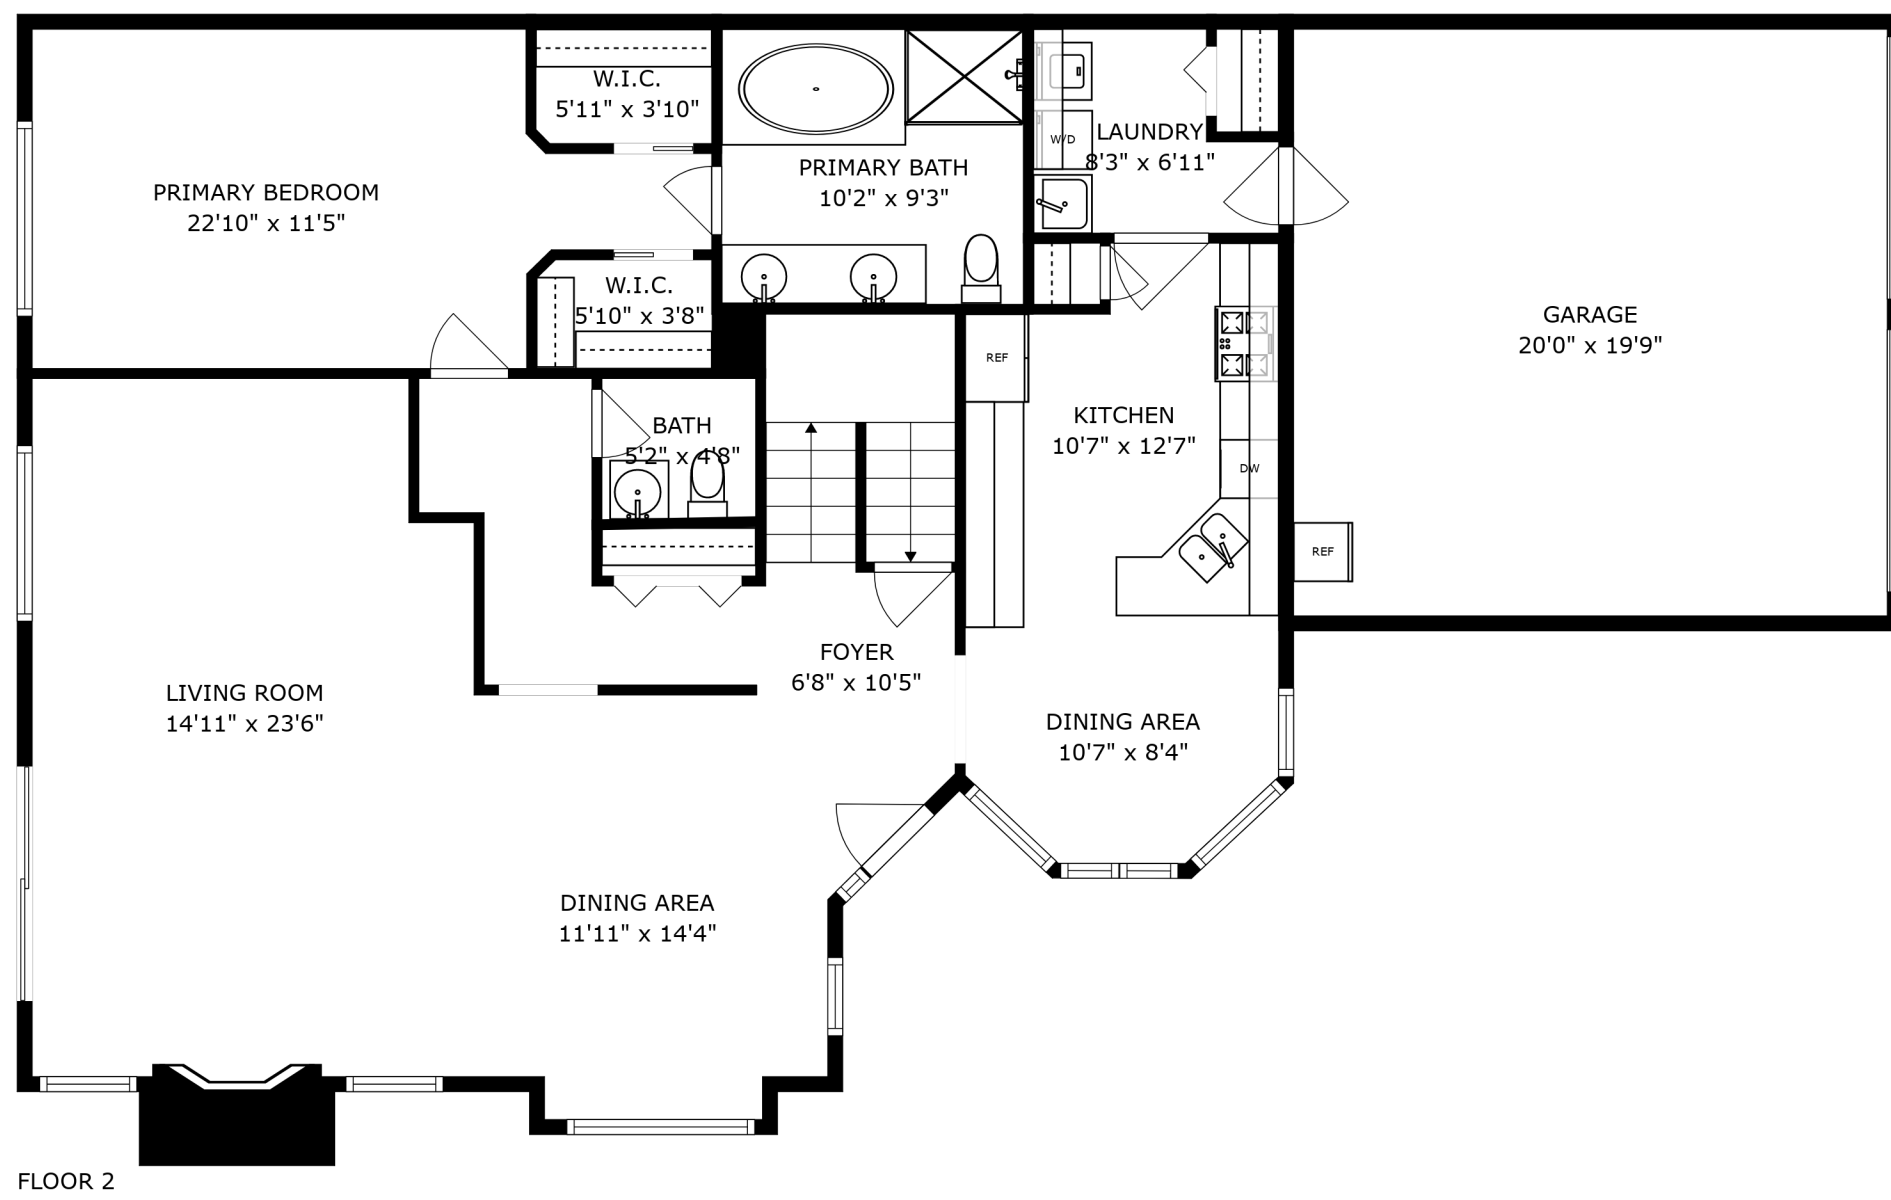 W.I.C.
5'11" x 3'10"
PRIMARY BEDROOM
22'10" x 11'5"
PRIMARY BATH
10'2" x 9'3"
W/D
LAUNDRY
8'3" x 6'11"
W.I.C.
5'10" x 3'8"
GARAGE
20'0" x 19'9"
REF
KITCHEN
10'7" x 12'7"
BATH
5'2" x 4'8"
DW
REF
FOYER
6'8" x 10'5"
LIVING ROOM
14'11" x 23'6"
DINING AREA
10'7" x 8'4"
DINING AREA
11'11" x 14'4"
FLOOR 2